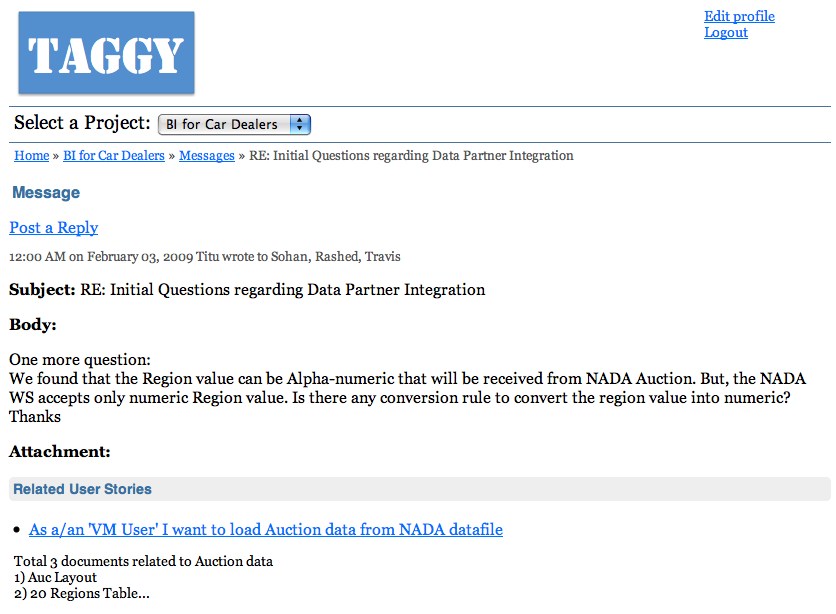 TAGGY
Edit profile
Logout
Select a Project: BI for Car Dealers
Home » BI for Car Dealers » Messages » RE: Initial Questions regarding Data Partner Integration
Message
Post a Reply
12:00 AM on February 03, 2009 Titu wrote to Sohan, Rashed, Travis
Subject: RE: Initial Questions regarding Data Partner Integration
Body:
One more question:
We found that the Region value can be Alpha-numeric that will be received from NADA Auction. But, the NADA
WS accepts only numeric Region value. Is there any conversion rule to convert the region value into numeric?
Thanks
Attachment:
Related User Stories
• As a/an 'VM User' I want to load Auction data from NADA datafile
Total 3 documents related to Auction data
1) Auc Layout
2) 20 Regions Table...